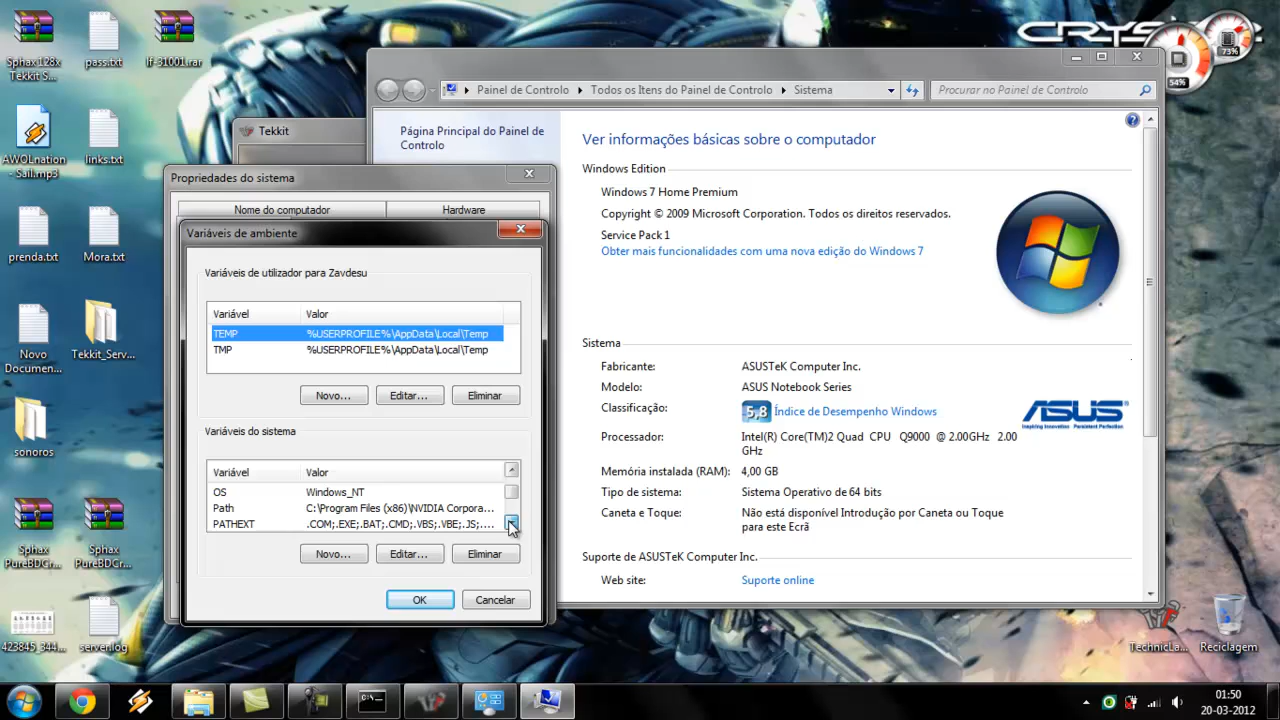 CRYSIS
Sphax 128x
Tekkit S...
pass.txt
lf-31001.rar
54%
73%
AWOLnation
- Sail.mp3
links.txt
prenda.txt
Mora.txt
Novo
Documen...
Tekkit_Serv...
sonoros
Sphax
PureBDCr...
Sphax
PureBDCr...
423845_344...
serverlog
Tekkit
Painel de Controlo
Todos os Itens do Painel de Controlo
Sistema
Procurar no Painel de Controlo
Página Principal do Painel de
Controlo
Ver informações básicas sobre o computador
Windows Edition
Windows 7 Home Premium
Copyright © 2009 Microsoft Corporation. Todos os direitos reservados.
Service Pack 1
Obter mais funcionalidades com uma nova edição do Windows 7
Sistema
Fabricante: ASUSTeK Computer Inc.
Modelo: ASUS Notebook Series
Classificação: 5,8 Índice de Desempenho Windows
Processador: Intel(R) Core(TM)2 Quad CPU Q9000 @ 2.00GHz 2.00
GHz
Memória instalada (RAM): 4,00 GB
Tipo de sistema: Sistema Operativo de 64 bits
Caneta e Toque: Não está disponível Introdução por Caneta ou Toque
para este Ecrã
ASUS
Inspiring Innovation · Persistent Perfection
Suporte de ASUSTeK Computer Inc.
Web site: Suporte online
Propriedades do sistema
Nome do computador
Hardware
Variáveis de ambiente
Variáveis de utilizador para Zavdesu
Variável Valor
TEMP %USERPROFILE%\AppData\Local\Temp
TMP %USERPROFILE%\AppData\Local\Temp
Novo... Editar... Eliminar
Variáveis do sistema
Variável Valor
OS Windows_NT
Path C:\Program Files (x86)\NVIDIA Corpora...
PATHEXT .COM;.EXE;.BAT;.CMD;.VBS;.VBE;.JS;....
Novo... Editar... Eliminar
OK Cancelar
TechnicLa...
Reciclagem
01:50
20-03-2012